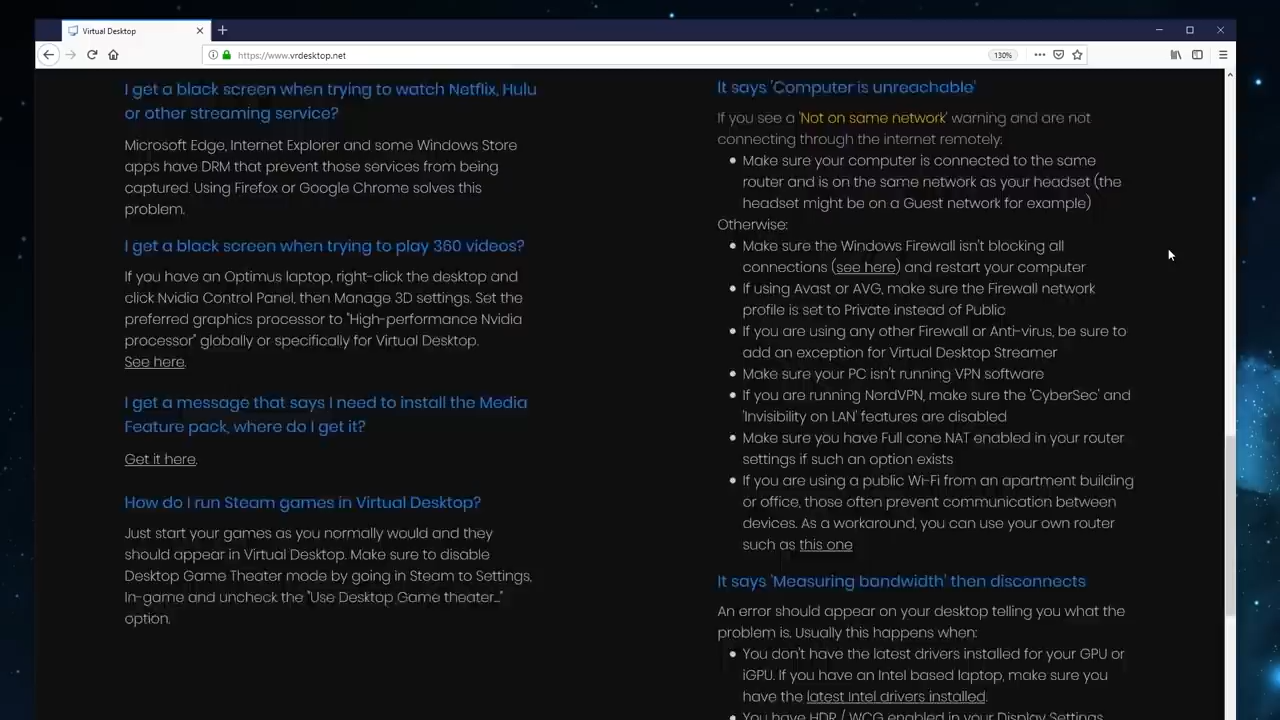 Virtual Desktop
https://www.vrdesktop.net
130%
I get a black screen when trying to watch Netflix, Hulu
or other streaming service?
Microsoft Edge, Internet Explorer and some Windows Store
apps have DRM that prevent those services from being
captured. Using Firefox or Google Chrome solves this
problem.
I get a black screen when trying to play 360 videos?
If you have an Optimus laptop, right-click the desktop and
click Nvidia Control Panel, then Manage 3D settings. Set the
preferred graphics processor to "High-performance Nvidia
processor" globally or specifically for Virtual Desktop.
See here.
I get a message that says I need to install the Media
Feature pack, where do I get it?
Get it here.
How do I run Steam games in Virtual Desktop?
Just start your games as you normally would and they
should appear in Virtual Desktop. Make sure to disable
Desktop Game Theater mode by going in Steam to Settings,
In-game and uncheck the "Use Desktop Game theater..."
option.
It says 'Computer is unreachable'
If you see a 'Not on same network' warning and are not
connecting through the internet remotely:
Make sure your computer is connected to the same
router and is on the same network as your headset (the
headset might be on a Guest network for example)
Otherwise:
Make sure the Windows Firewall isn't blocking all
connections (see here) and restart your computer
If using Avast or AVG, make sure the Firewall network
profile is set to Private instead of Public
If you are using any other Firewall or Anti-virus, be sure to
add an exception for Virtual Desktop Streamer
Make sure your PC isn't running VPN software
If you are running NordVPN, make sure the 'CyberSec' and
'Invisibility on LAN' features are disabled
Make sure you have Full cone NAT enabled in your router
settings if such an option exists
If you are using a public Wi-Fi from an apartment building
or office, those often prevent communication between
devices. As a workaround, you can use your own router
such as this one
It says 'Measuring bandwidth' then disconnects
An error should appear on your desktop telling you what the
problem is. Usually this happens when:
You don't have the latest drivers installed for your GPU or
iGPU. If you have an Intel based laptop, make sure you
have the latest Intel drivers installed.
You have HDR / WCG enabled in your Display Settings